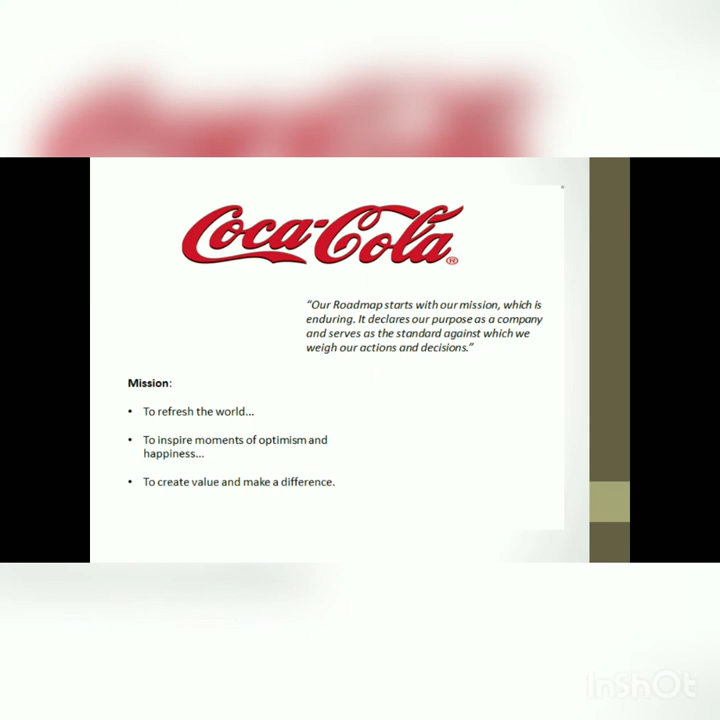 Coca-Cola®
“Our Roadmap starts with our mission, which is
enduring. It declares our purpose as a company
and serves as the standard against which we
weigh our actions and decisions.”
Mission:
• To refresh the world...
• To inspire moments of optimism and
happiness...
• To create value and make a difference.
InShOt